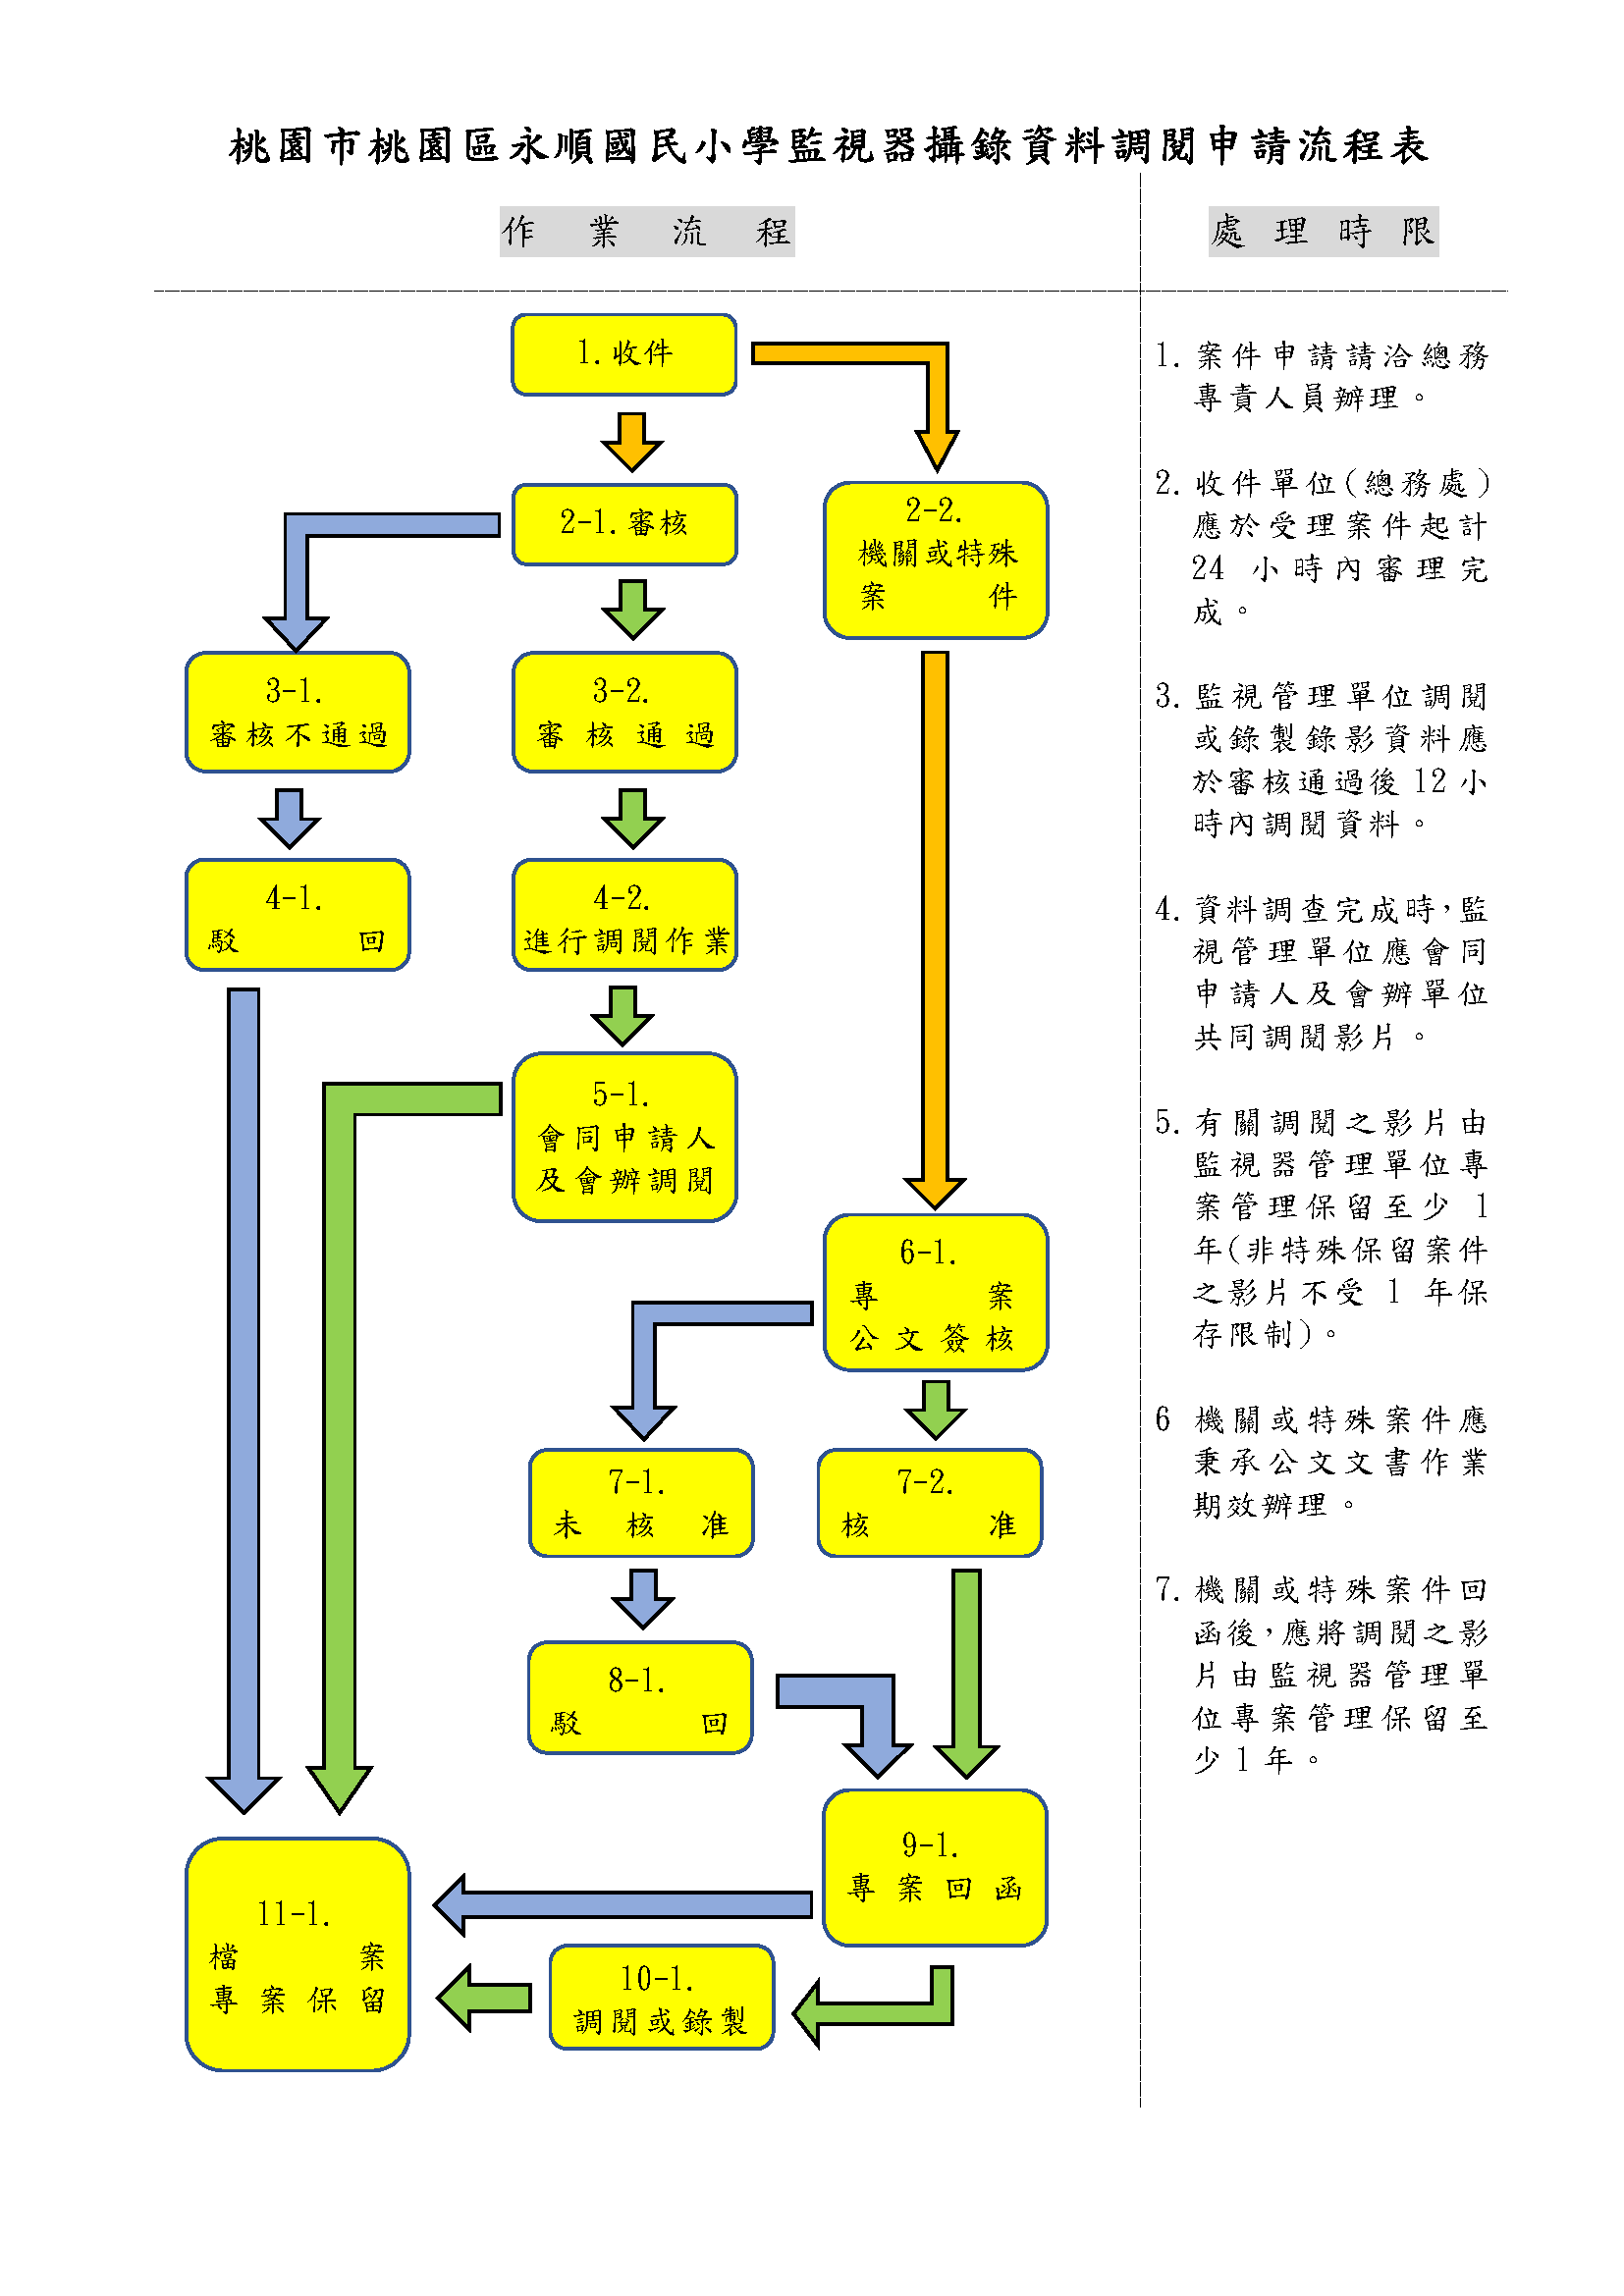 桃園市桃園區永順國民小學監視器攝錄資料調閱申請流程表
作業流程
處理時限
1.收件
2-1.審核
2-2.
機關或特殊
案件
3-1.
審核不通過
3-2.
審核通過
4-1.
駁回
4-2.
進行調閱作業
5-1.
會同申請人
及會辦調閱
6-1.
專案
公文簽核
7-1.
未核准
7-2.
核准
8-1.
駁回
9-1.
專案回函
10-1.
調閱或錄製
11-1.
檔案
專案保留
1.案件申請請洽總務
專責人員辦理。
2.收件單位(總務處)
應於受理案件起計
24 小時內審理完
成。
3.監視管理單位調閱
或錄製錄影資料應
於審核通過後 12 小
時內調閱資料。
4.資料調查完成時，監
視管理單位應會同
申請人及會辦單位
共同調閱影片。
5.有關調閱之影片由
監視器管理單位專
案管理保留至少 1
年(非特殊保留案件
之影片不受 1 年保
存限制)。
6 機關或特殊案件應
秉承公文文書作業
期效辦理。
7.機關或特殊案件回
函後，應將調閱之影
片由監視器管理單
位專案管理保留至
少 1 年。